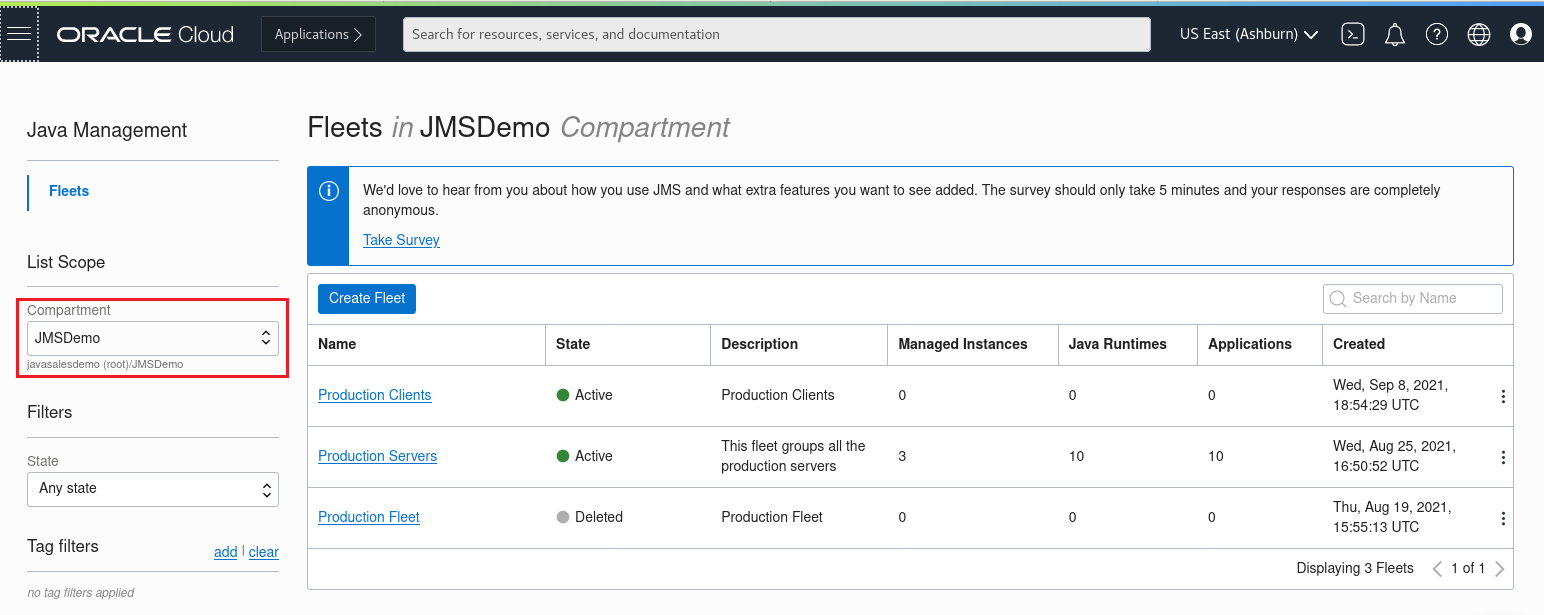 ORACLE Cloud
Applications
Search for resources, services, and documentation
US East (Ashburn)
Java Management
Fleets
List Scope
Compartment
JMSDemo
javasalesdemo (root)/JMSDemo
Filters
State
Any state
Tag filters
add | clear
no tag filters applied
Fleets in JMSDemo Compartment
We'd love to hear from you about how you use JMS and what extra features you want to see added. The survey should only take 5 minutes and your responses are completely
anonymous.
Take Survey
Create Fleet
Search by Name
Name State Description Managed Instances Java Runtimes Applications Created
Production Clients Active Production Clients 0 0 0 Wed, Sep 8, 2021,
18:54:29 UTC
Production Servers Active This fleet groups all the
production servers 3 10 10 Wed, Aug 25, 2021,
16:50:52 UTC
Production Fleet Deleted Production Fleet 0 0 0 Thu, Aug 19, 2021,
15:55:13 UTC
Displaying 3 Fleets 1 of 1